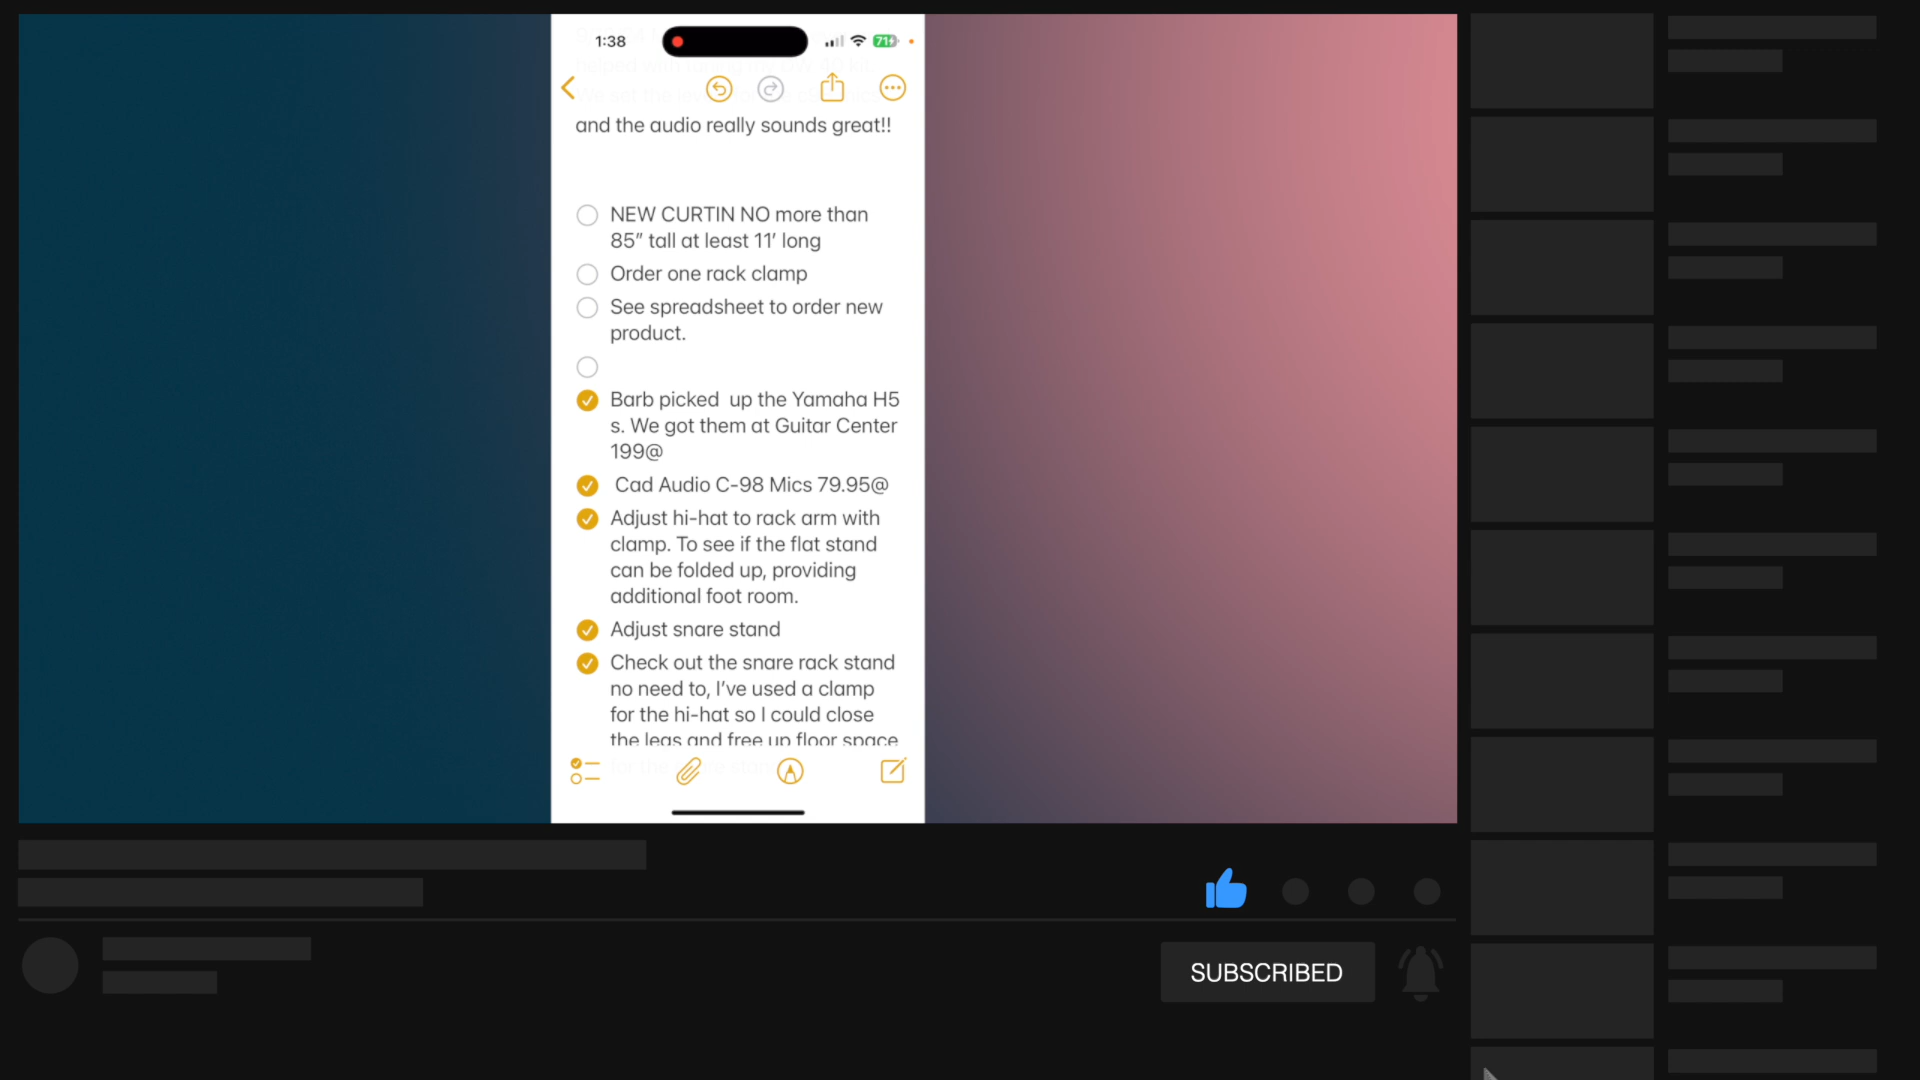 1:38
71
and the audio really sounds great!!
NEW CURTIN NO more than
85” tall at least 11’ long
Order one rack clamp
See spreadsheet to order new
product.
Barb picked  up the Yamaha H5
s. We got them at Guitar Center
199@
Cad Audio C-98 Mics 79.95@
Adjust hi-hat to rack arm with
clamp. To see if the flat stand
can be folded up, providing
additional foot room.
Adjust snare stand
Check out the snare rack stand
no need to, I’ve used a clamp
for the hi-hat so I could close
the legs and free up floor space
SUBSCRIBED